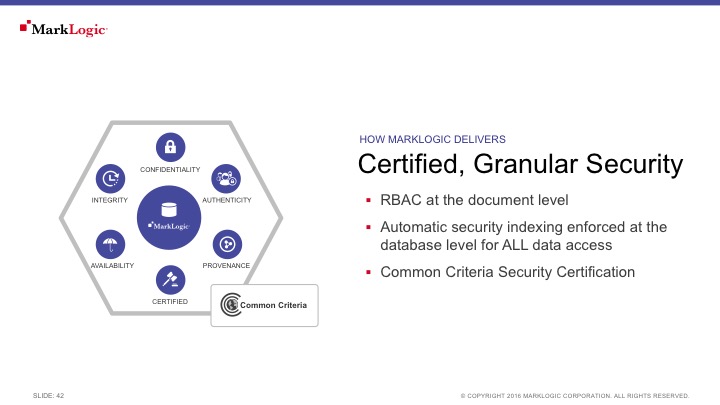 MarkLogic
CONFIDENTIALITY
INTEGRITY
AUTHENTICITY
MarkLogic
AVAILABILITY
PROVENANCE
CERTIFIED
Common Criteria
HOW MARKLOGIC DELIVERS
Certified, Granular Security
▪ RBAC at the document level
▪ Automatic security indexing enforced at the
database level for ALL data access
▪ Common Criteria Security Certification
SLIDE: 42
© COPYRIGHT 2016 MARKLOGIC CORPORATION. ALL RIGHTS RESERVED.